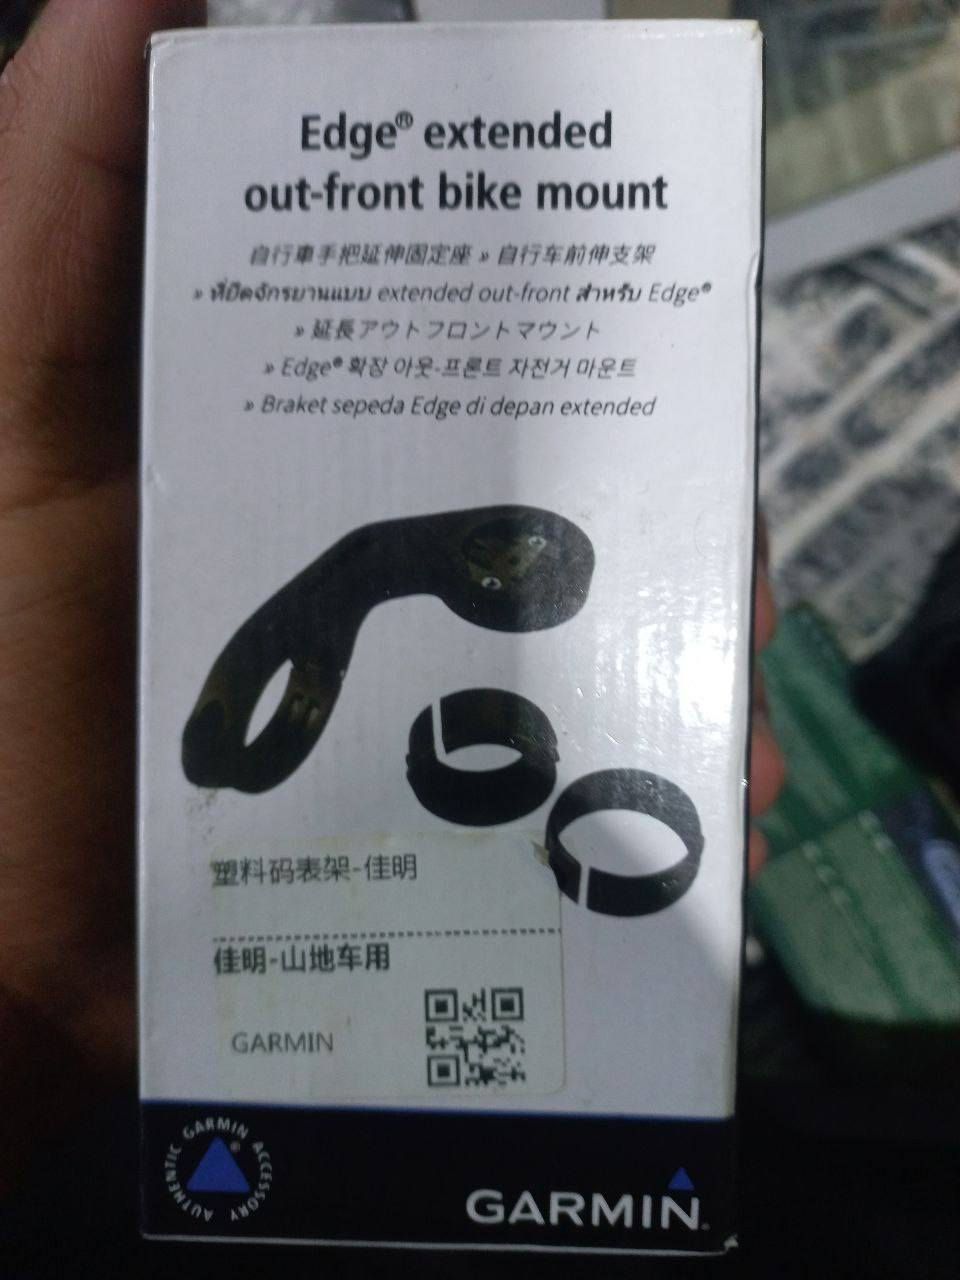 Edge® extended
out-front bike mount
自行車手把延伸固定座 » 自行车前伸支架
» ที่ยึดจักรยานแบบ extended out-front สำหรับ Edge®
» 延長アウトフロントマウント
» Edge® 확장 아웃-프론트 자전거 마운트
» Braket sepeda Edge di depan extended
塑料码表架-佳明
佳明-山地车用
GARMIN
AUTHENTIC GARMIN ACCESSORY
GARMIN.